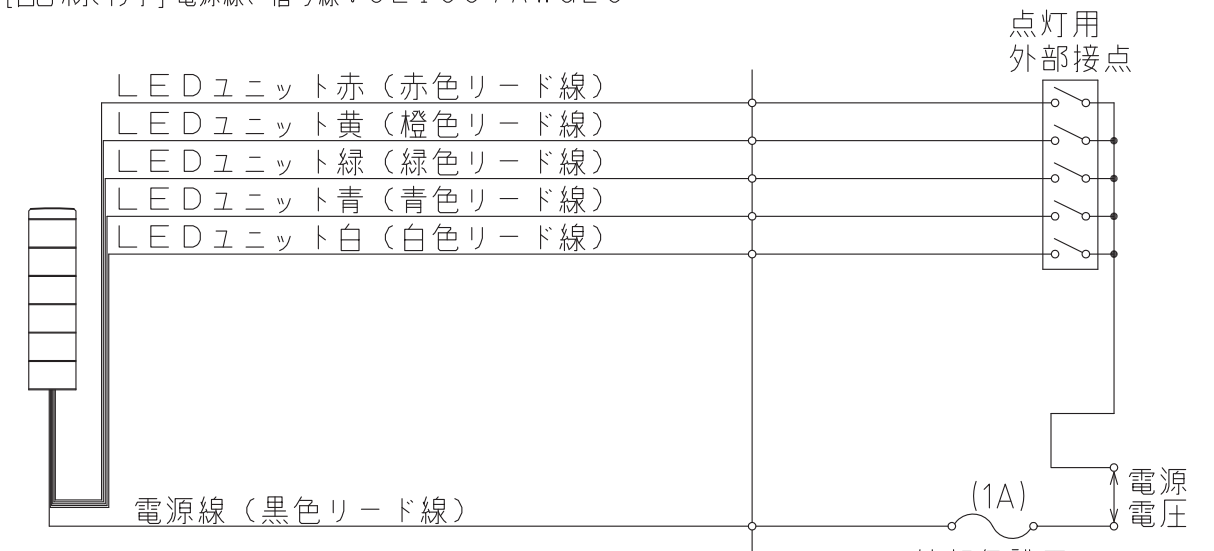 点灯用
外部接点
LEDユニット赤（赤色リード線）
LEDユニット黄（橙色リード線）
LEDユニット緑（緑色リード線）
LEDユニット青（青色リード線）
LEDユニット白（白色リード線）
電源線（黒色リード線）
(1A)
電源
電圧